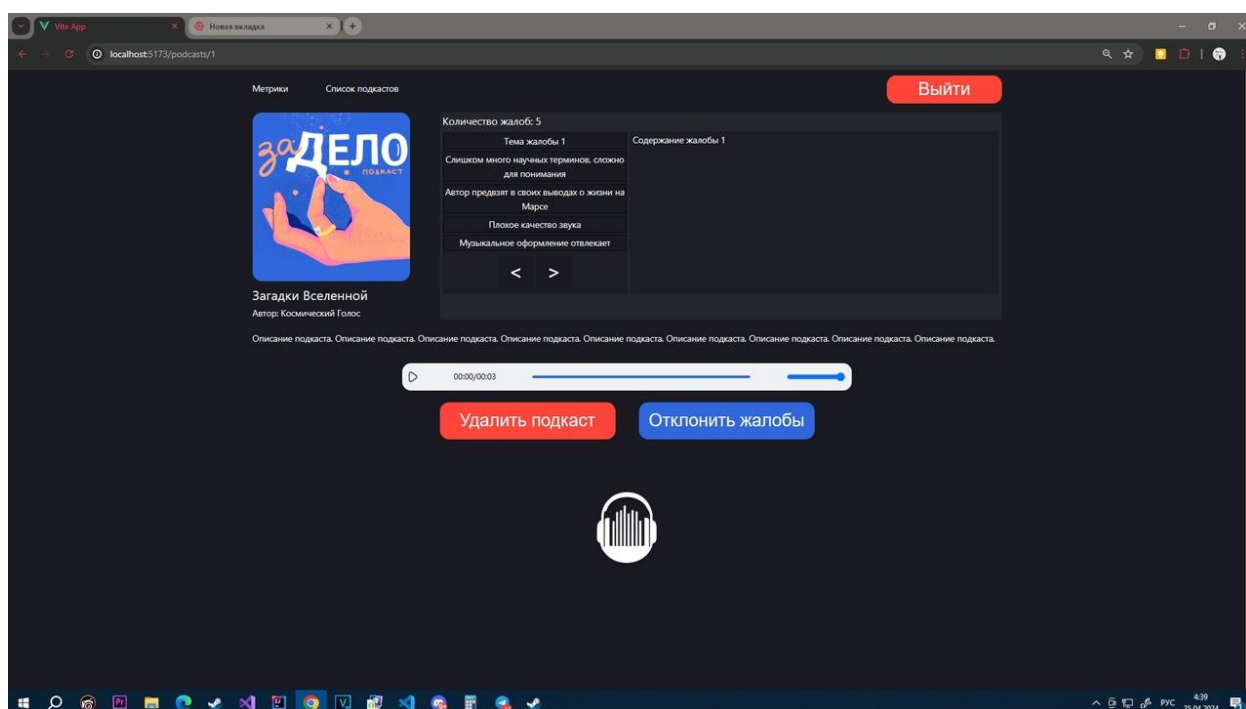 Vite App
Новая вкладка
localhost:5173/podcasts/1
Метрики
Список подкастов
Выйти
за ДЕЛО
ПОДКАСТ
Загадки Вселенной
Автор: Космический Голос
Количество жалоб: 5
Тема жалобы 1
Слишком много научных терминов, сложно
для понимания
Автор предвзят в своих выводах о жизни на
Марсе
Плохое качество звука
Музыкальное оформление отвлекает
< >
Содержание жалобы 1
Описание подкаста. Описание подкаста. Описание подкаста. Описание подкаста. Описание подкаста. Описание подкаста. Описание подкаста. Описание подкаста. Описание подкаста.
00:00/00:03
Удалить подкаст
Отклонить жалобы
Pr
V
РУС
4:39
25.04.2024